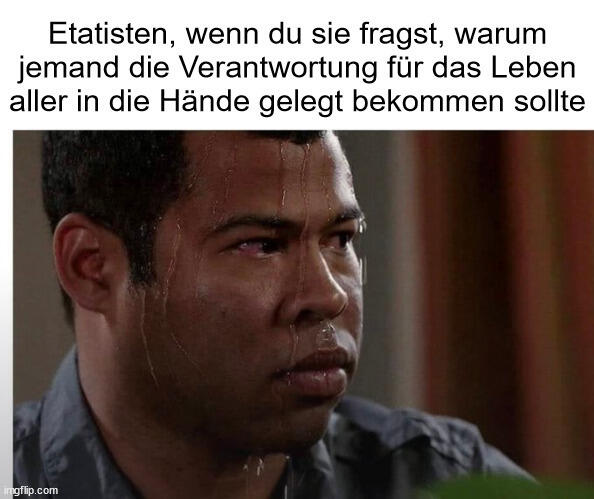 Etatisten, wenn du sie fragst, warum
jemand die Verantwortung für das Leben
aller in die Hände gelegt bekommen sollte
imgflip.com